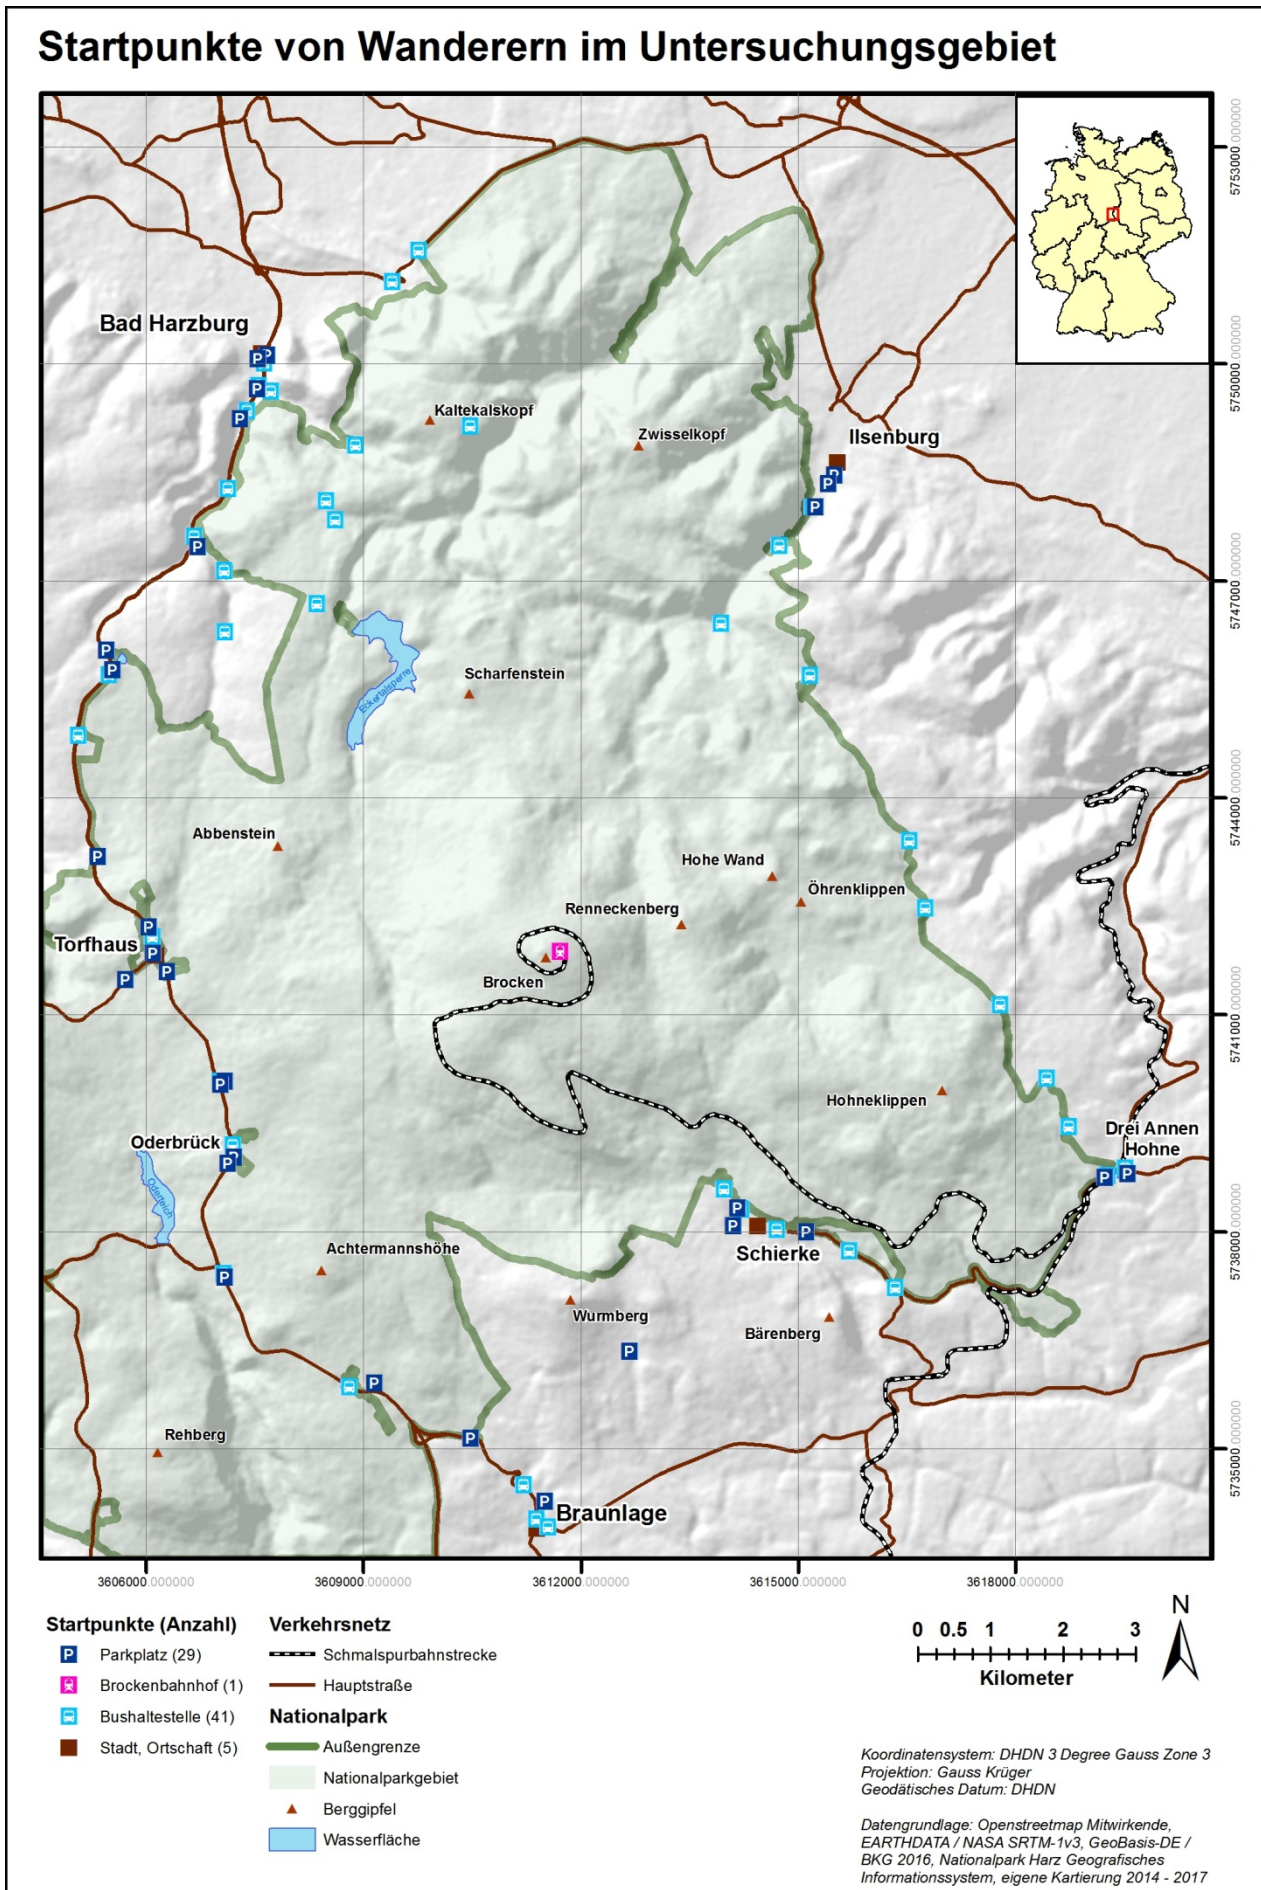 Startpunkte von Wanderern im Untersuchungsgebiet
5753000.000000
Bad Harzburg
5750000.000000
Kaltekalskopf
Zwisselkopf
Ilsenburg
5747000.000000
Scharfenstein
Eckertalsperre
5744000.000000
Abbenstein
Hohe Wand
Öhrenklippen
Renneckenberg
Torfhaus
Brocken
5741000.000000
Hohneklippen
Drei Annen
Hohne
Oderbrück
Oderteich
5738000.000000
Achtermannshöhe
Schierke
Wurmberg
Bärenberg
Rehberg
5735000.000000
Braunlage
3606000.000000 3609000.000000 3612000.000000 3615000.000000 3618000.000000
Startpunkte (Anzahl)
P Parkplatz (29)
Brockenbahnhof (1)
Bushaltestelle (41)
Stadt, Ortschaft (5)
Verkehrsnetz
Schmalspurbahnstrecke
Hauptstraße
Nationalpark
Außengrenze
Nationalparkgebiet
Berggipfel
Wasserfläche
0 0.5 1 2 3
Kilometer
N
Koordinatensystem: DHDN 3 Degree Gauss Zone 3
Projektion: Gauss Krüger
Geodätisches Datum: DHDN
Datengrundlage: Openstreetmap Mitwirkende,
EARTHDATA / NASA SRTM-1v3, GeoBasis-DE /
BKG 2016, Nationalpark Harz Geografisches
Informationssystem, eigene Kartierung 2014 - 2017